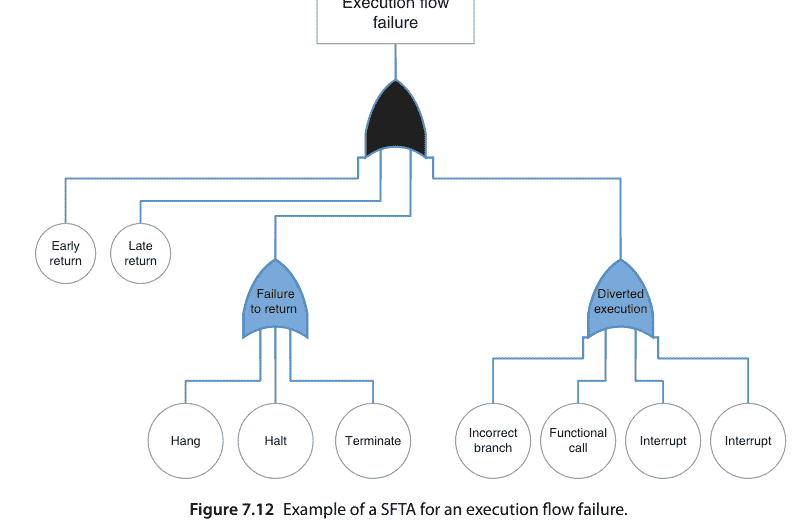 Execution flow
failure
Early
return
Late
return
Failure
to return
Diverted
execution
Hang
Halt
Terminate
Incorrect
branch
Functional
call
Interrupt
Interrupt
Figure 7.12 Example of a SFTA for an execution flow failure.